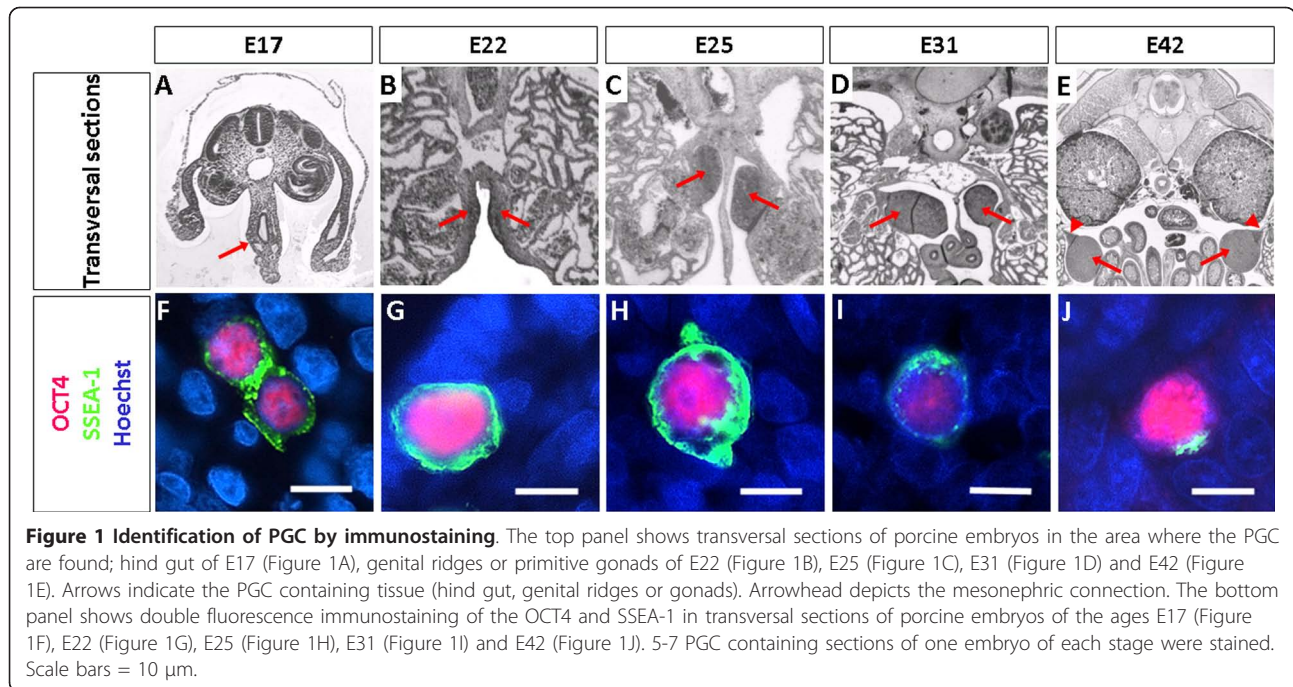 E17 E22 E25 E31 E42
Transversal sections
A B C D E
OCT4
SSEA-1
Hoechst
F G H I J
Figure 1 Identification of PGC by immunostaining. The top panel shows transversal sections of porcine embryos in the area where the PGC
are found; hind gut of E17 (Figure 1A), genital ridges or primitive gonads of E22 (Figure 1B), E25 (Figure 1C), E31 (Figure 1D) and E42 (Figure
1E). Arrows indicate the PGC containing tissue (hind gut, genital ridges or gonads). Arrowhead depicts the mesonephric connection. The bottom
panel shows double fluorescence immunostaining of the OCT4 and SSEA-1 in transversal sections of porcine embryos of the ages E17 (Figure
1F), E22 (Figure 1G), E25 (Figure 1H), E31 (Figure 1I) and E42 (Figure 1J). 5-7 PGC containing sections of one embryo of each stage were stained.
Scale bars = 10 μm.